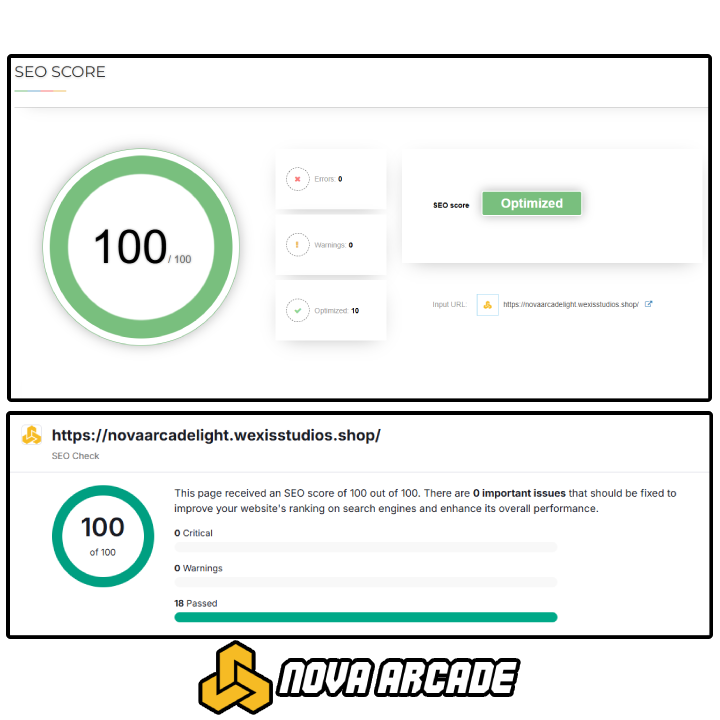 SEO SCORE
100 / 100
Errors: 0
Warnings: 0
Optimized: 10
SEO score Optimized
Input URL: https://novaarcadelight.wexisstudios.shop/
https://novaarcadelight.wexisstudios.shop/
SEO Check
100
of 100
This page received an SEO score of 100 out of 100. There are 0 important issues that should be fixed to
improve your website's ranking on search engines and enhance its overall performance.
0 Critical
0 Warnings
18 Passed
NOVA ARCADE